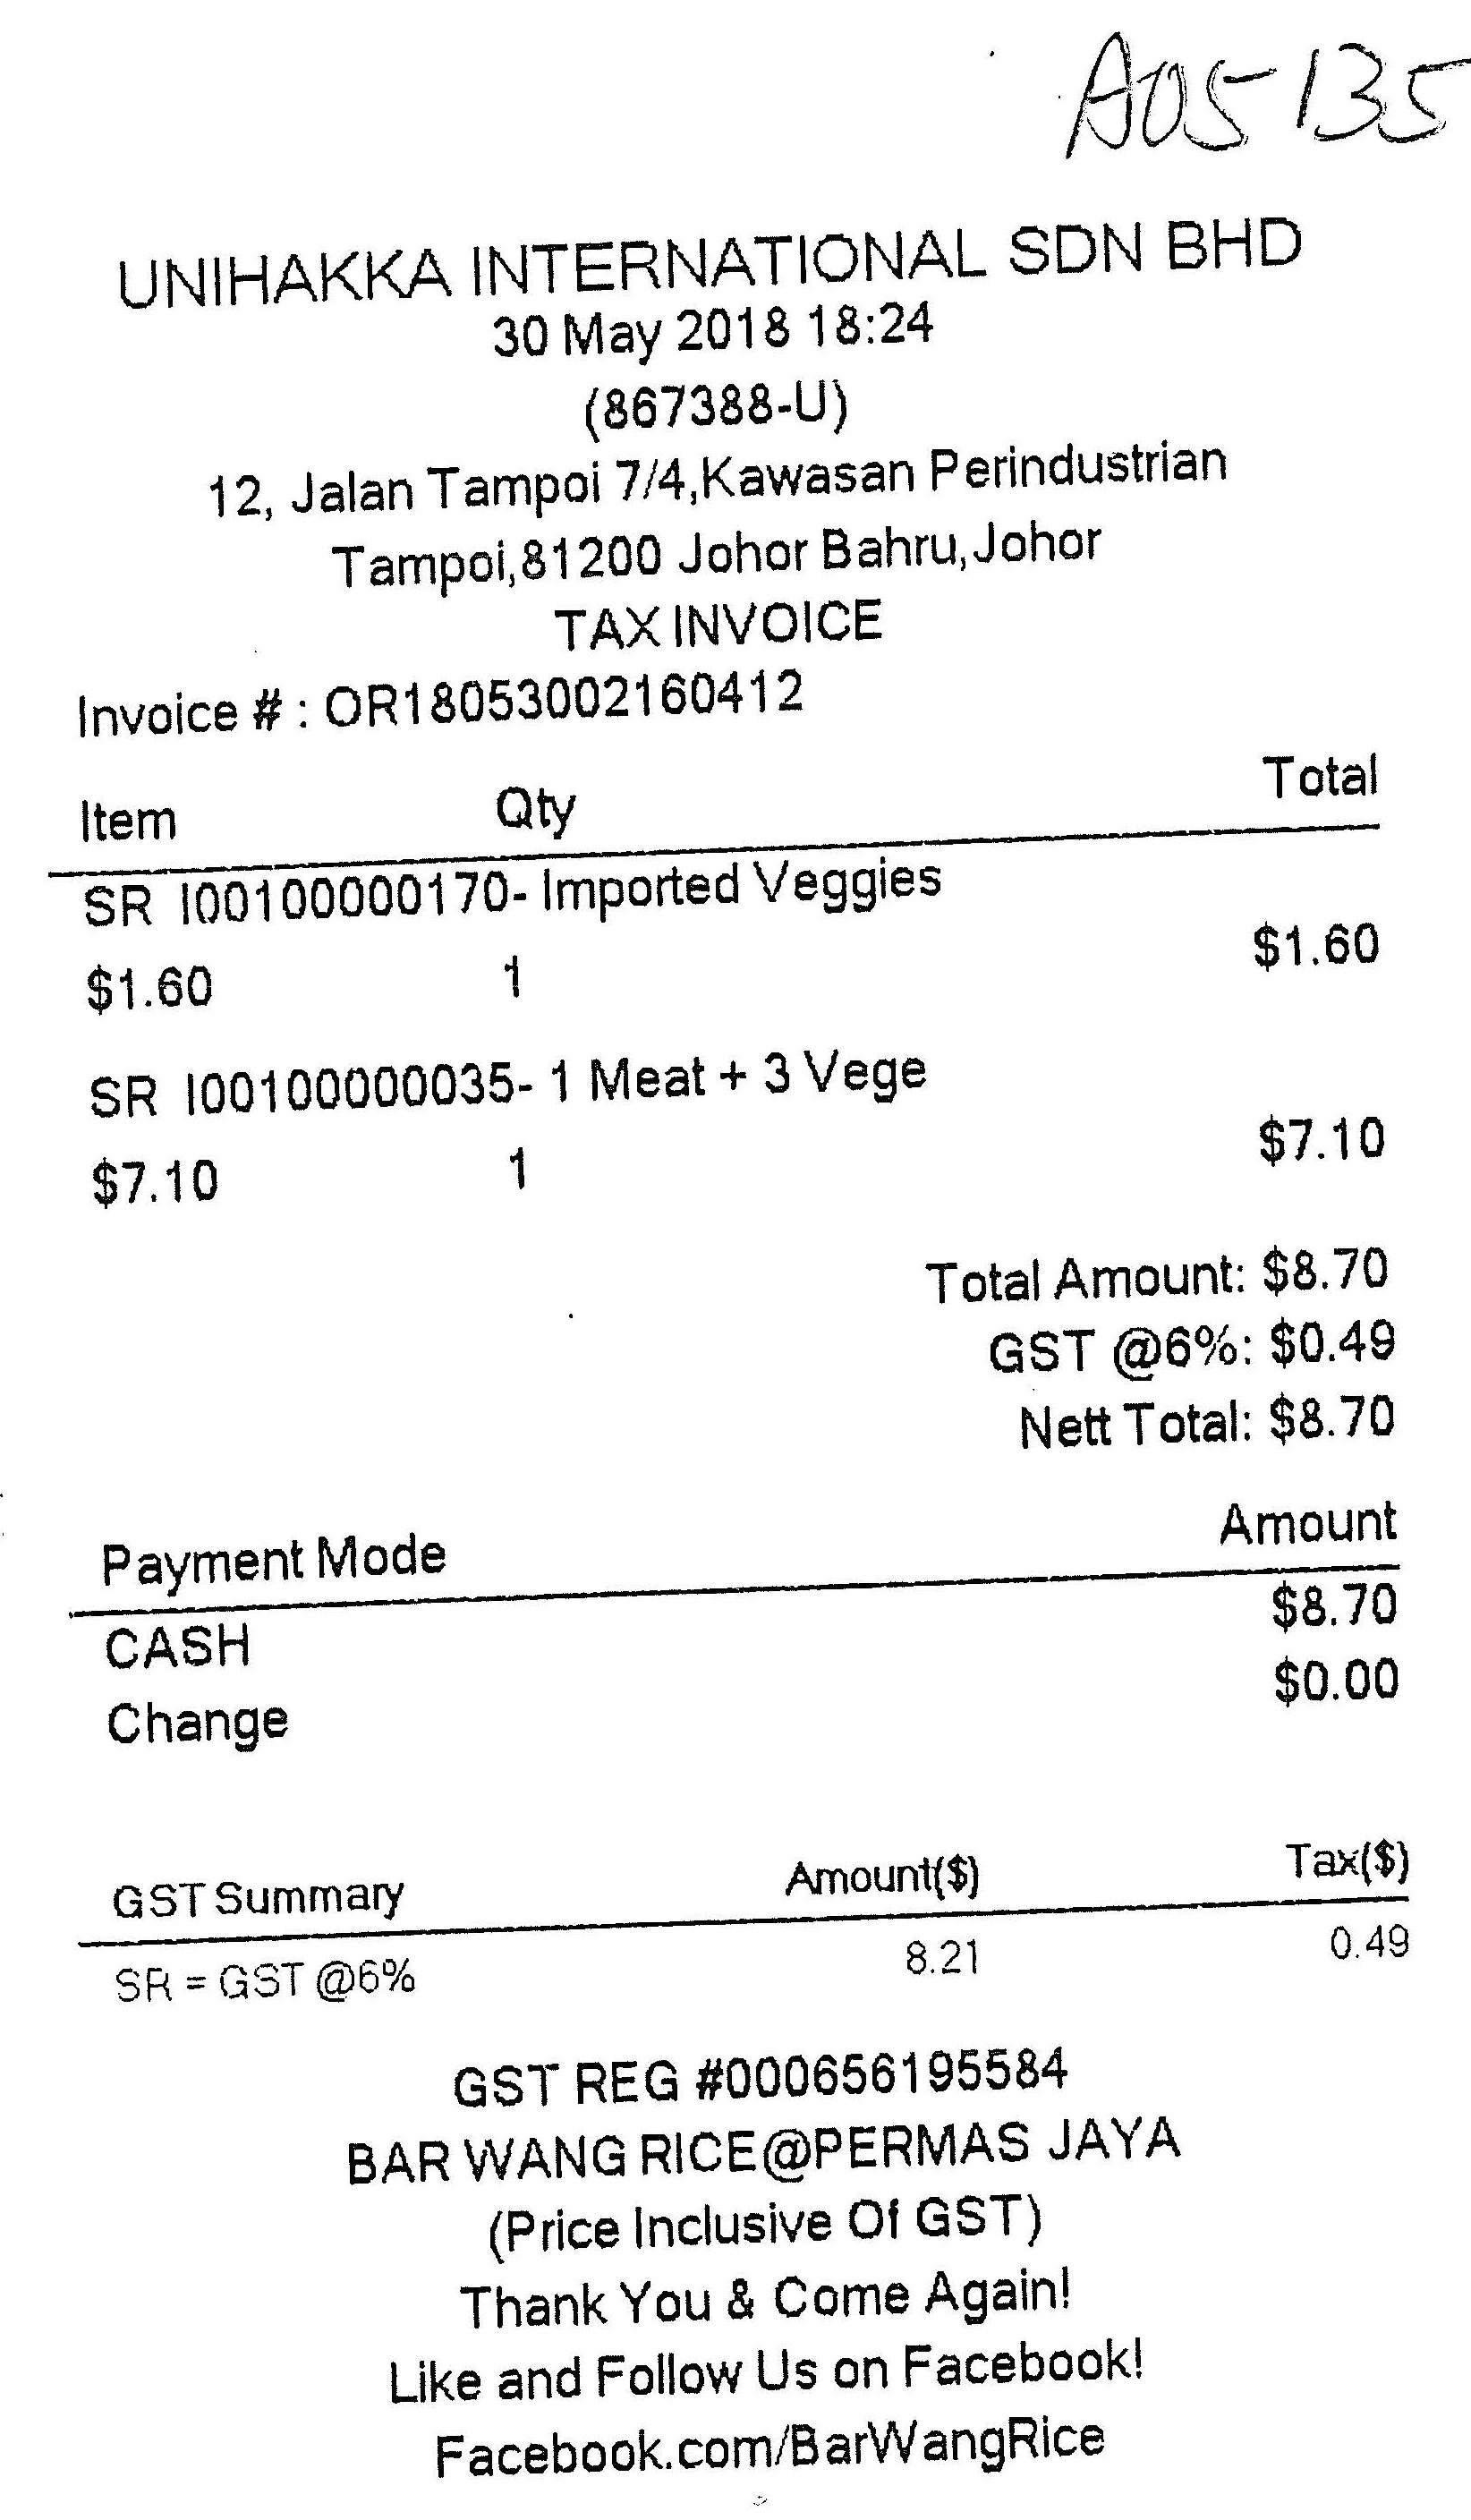 A05135
UNIHAKKA INTERNATIONAL SDN BHD
30 May 2018 18:24
(867388-U)
12, Jalan Tampoi 7/4,Kawasan Perindustrian
Tampoi,81200 Johor Bahru,Johor
TAX INVOICE
Invoice # : OR18053002160412
Item Qty Total
SR I00100000170- Imported Veggies
$1.60 1 $1.60
SR I00100000035- 1 Meat + 3 Vege
$7.10 1 $7.10
Total Amount: $8.70
GST @6%: $0.49
Nett Total: $8.70
Payment Mode Amount
CASH $8.70
Change $0.00
GST Summary Amount($) Tax($)
SR = GST @6% 8.21 0.49
GST REG #000656195584
BAR WANG RICE@PERMAS JAYA
(Price Inclusive Of GST)
Thank You & Come Again!
Like and Follow Us on Facebook!
Facebook.com/BarWangRice